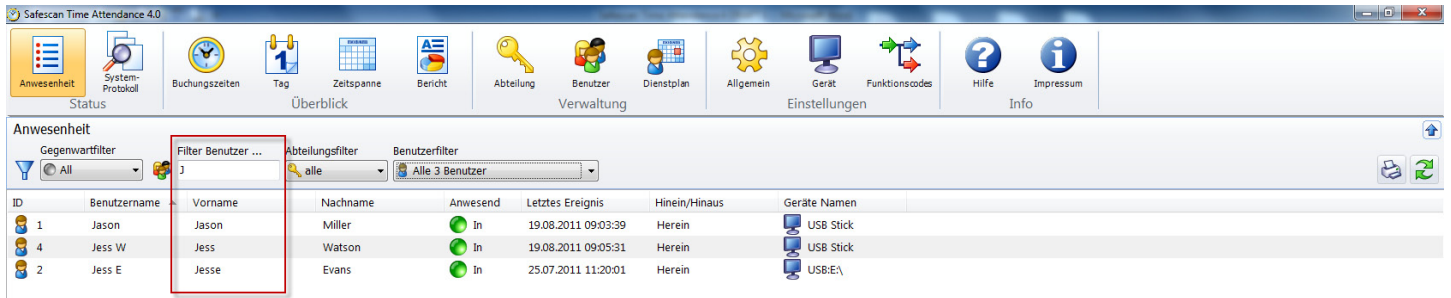 Safescan Time Attendance 4.0
Anwesenheit System-Protokoll Buchungszeiten Tag Zeitspanne Bericht Abteilung Benutzer Dienstplan Allgemein Gerät Funktionscodes Hilfe Impressum
Status Überblick Verwaltung Einstellungen Info
Anwesenheit
Gegenwartfilter Filter Benutzer ... Abteilungsfilter Benutzerfilter
All J alle Alle 3 Benutzer
ID Benutzername Vorname Nachname Anwesend Letztes Ereignis Hinein/Hinaus Geräte Namen
1 Jason Jason Miller In 19.08.2011 09:03:39 Herein USB Stick
4 Jess W Jess Watson In 19.08.2011 09:05:31 Herein USB Stick
2 Jess E Jesse Evans In 25.07.2011 11:20:01 Herein USB:E:\